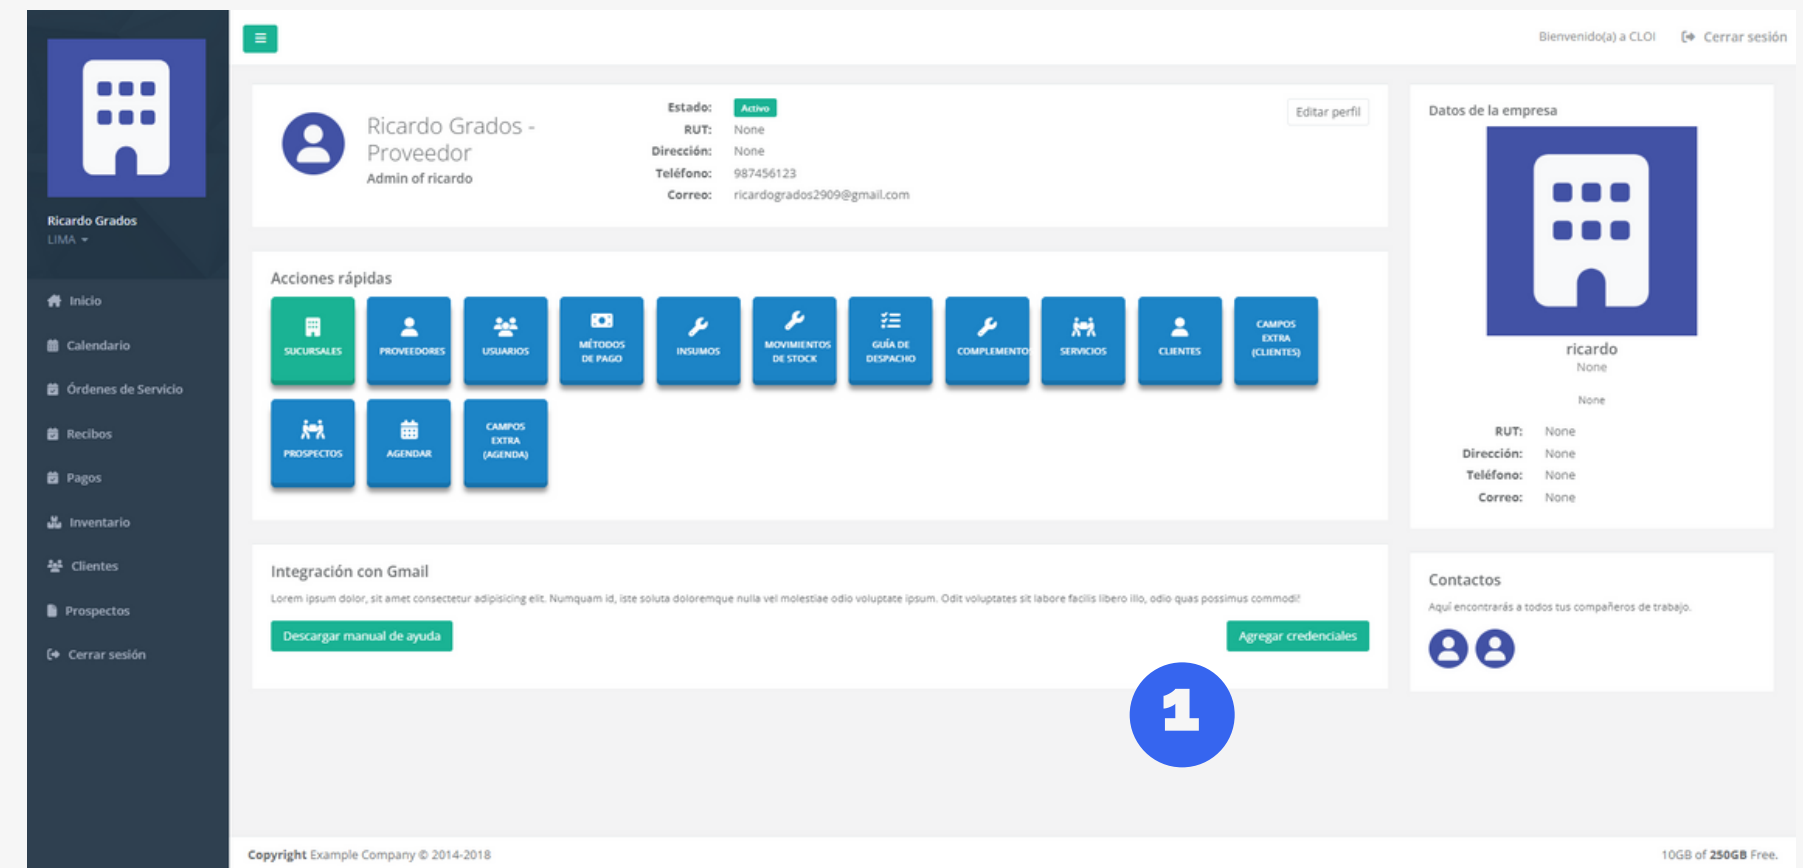 Bienvenido(a) a CLOI
Cerrar sesión
Ricardo Grados
LIMA
Inicio
Calendario
Órdenes de Servicio
Recibos
Pagos
Inventario
Clientes
Prospectos
Cerrar sesión
Ricardo Grados -
Proveedor
Admin of ricardo
Estado: Activo
RUT: None
Dirección: None
Teléfono: 987456123
Correo: ricardogrados2909@gmail.com
Editar perfil
Acciones rápidas
SUCURSALES
PROVEEDORES
USUARIOS
MÉTODOS
DE PAGO
INSUMOS
MOVIMIENTOS
DE STOCK
GUÍA DE
DESPACHO
COMPLEMENTO
SERVICIOS
CLIENTES
CAMPOS
EXTRA
(CLIENTES)
PROSPECTOS
AGENDAR
CAMPOS
EXTRA
(AGENDA)
Integración con Gmail
Lorem ipsum dolor, sit amet consectetur adipisicing elit. Numquam id, iste soluta doloremque nulla vel molestiae odio voluptate ipsum. Odit voluptates sit labore facilis libero illo, odio quas possimus commodi!
Descargar manual de ayuda
Agregar credenciales
1
Datos de la empresa
ricardo
None
None
RUT: None
Dirección: None
Teléfono: None
Correo: None
Contactos
Aquí encontrarás a todos tus compañeros de trabajo.
Copyright Example Company © 2014-2018
10GB of 250GB Free.